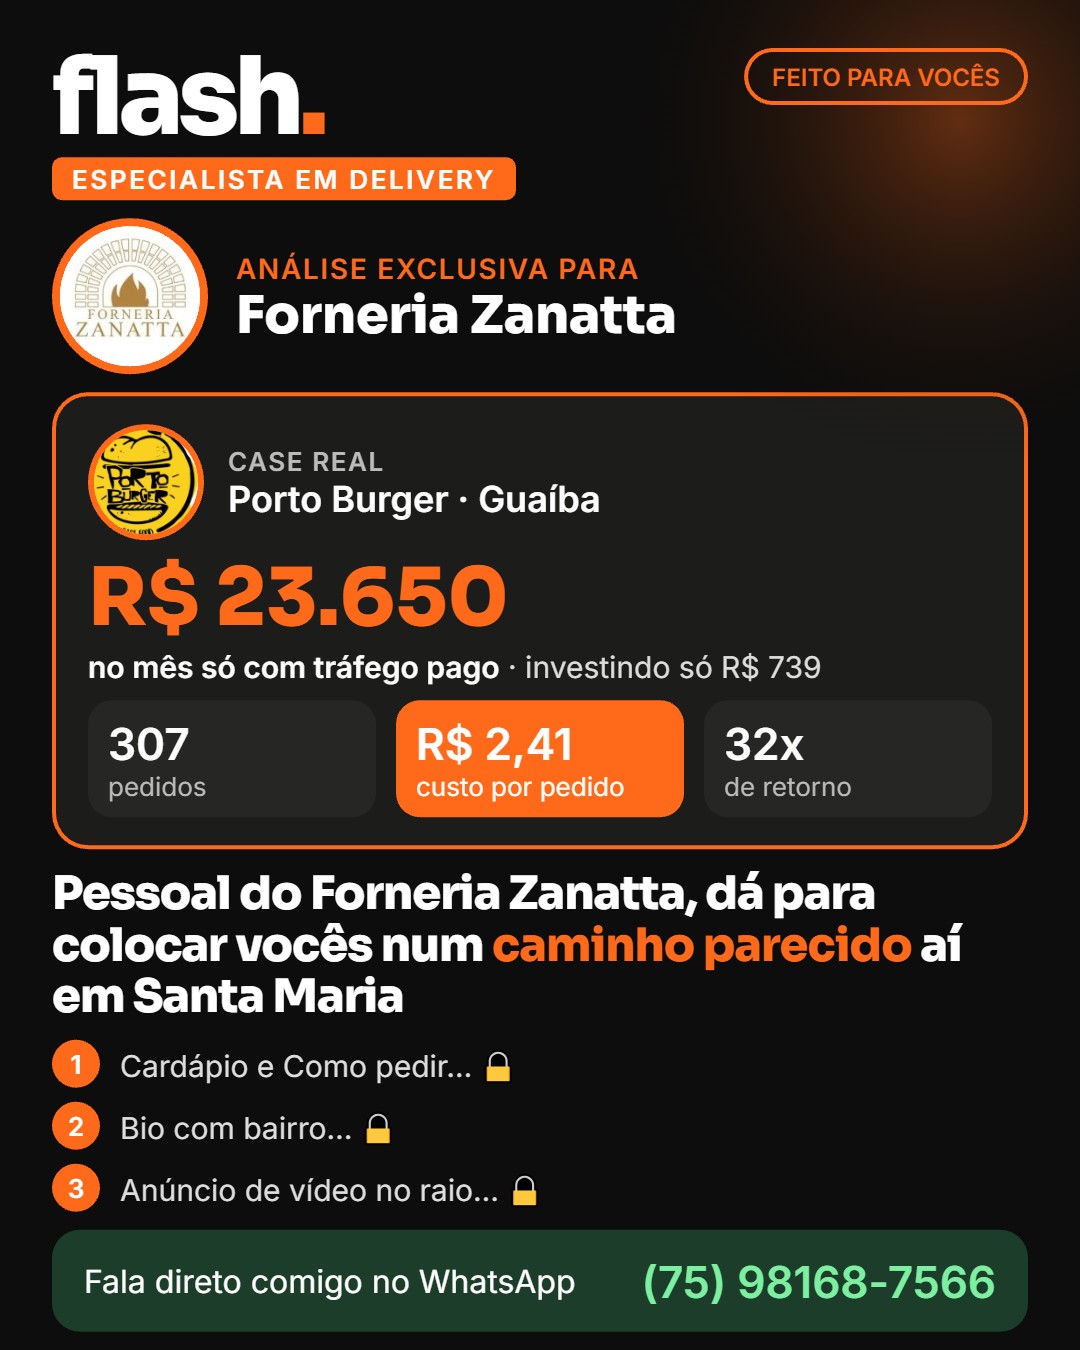 flash.
FEITO PARA VOCÊS
ESPECIALISTA EM DELIVERY
FORNERIA
ZANATTA
ANÁLISE EXCLUSIVA PARA
Forneria Zanatta
PORTO
BURGER
CASE REAL
Porto Burger · Guaíba
R$ 23.650
no mês só com tráfego pago · investindo só R$ 739
307
pedidos
R$ 2,41
custo por pedido
32x
de retorno
Pessoal do Forneria Zanatta, dá para
colocar vocês num caminho parecido aí
em Santa Maria
1 Cardápio e Como pedir...
2 Bio com bairro...
3 Anúncio de vídeo no raio...
Fala direto comigo no WhatsApp (75) 98168-7566